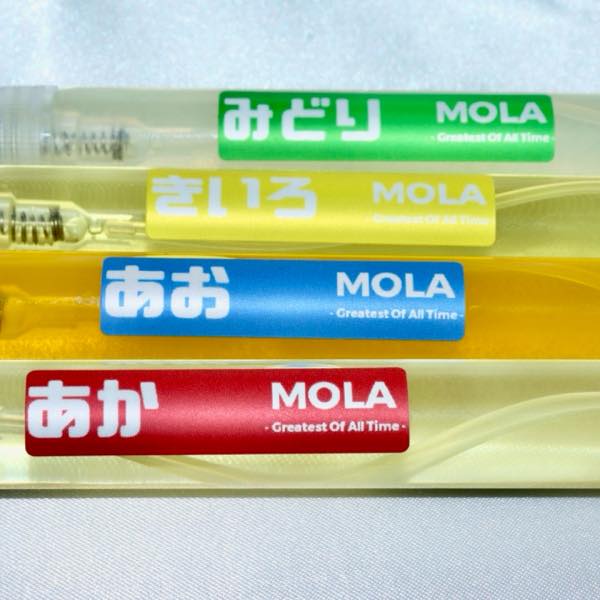 みどり MOLA
- Greatest Of All Time -
きいろ MOLA
- Greatest Of All Time -
あお MOLA
- Greatest Of All Time -
あか MOLA
- Greatest Of All Time -